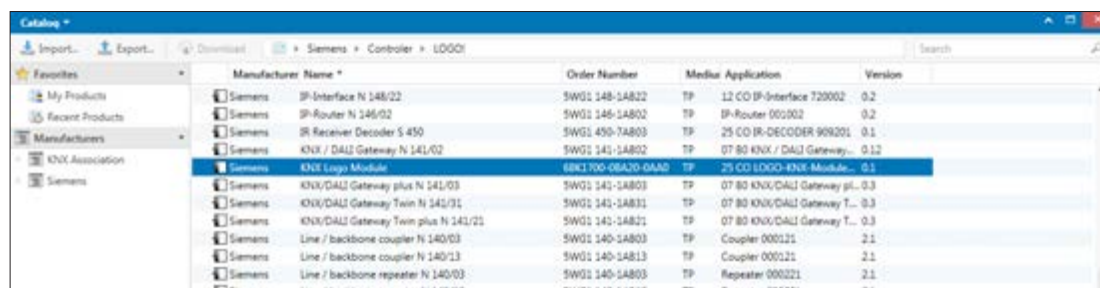 Catalog
Import... Export... Download Siemens Controler LOGO! Search
Favorites Manufacturer Name Order Number Application Version
My Products Siemens IP-Interface N 148/22 5WG1 148-1AB22 TP 12 CO IP-Interface 720002 0.2
Recent Products Siemens IP-Router N 146/02 5WG1 146-1AB02 TP IP-Router 001002 0.2
Manufacturers Siemens IR Receiver Decoder S 450 5WG1 450-7AB03 TP 25 CO IR-DECODER 909201 0.1
Siemens KNX / DALI Gateway N 141/02 5WG1 141-1AB02 TP 07 B0 KNX / DALI Gateway... 0.12
KNX Association Siemens KNX Logo Module 6BK1700-0BA20-0AA0 TP 25 CO LOGO-KNX-Module... 0.1
Siemens Siemens KNX/DALI Gateway plus N 141/03 5WG1 141-1AB03 TP 07 B0 KNX/DALI Gateway pl... 0.3
Siemens KNX/DALI Gateway Twin N 141/31 5WG1 141-1AB31 TP 07 B0 KNX/DALI Gateway T... 0.3
Siemens KNX/DALI Gateway Twin plus N 141/21 5WG1 141-1AB21 TP 07 B0 KNX/DALI Gateway T... 0.3
Siemens Line / backbone coupler N 140/03 5WG1 140-1AB03 TP Coupler 000121 2.1
Siemens Line / backbone coupler N 140/13 5WG1 140-1AB13 TP Coupler 000121 2.1
Siemens Line / backbone repeater N 140/03 5WG1 140-1AB03 TP Repeater 000221 2.1